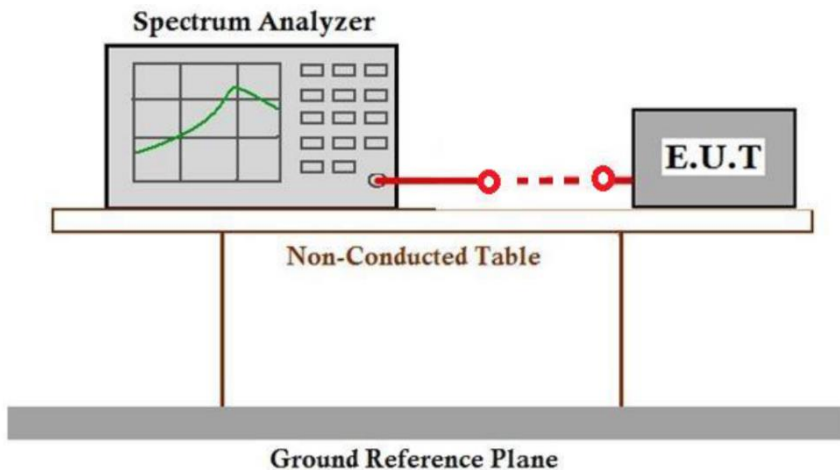 Spectrum Analyzer
E.U.T
Non-Conducted Table
Ground Reference Plane